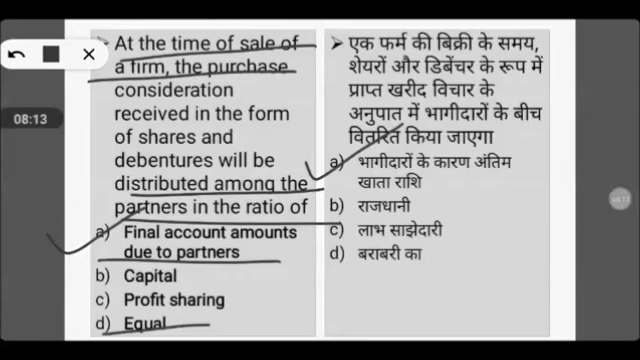 At the time of sale of
a firm, the purchase
consideration
received in the form
of shares and
debentures will be
distributed among the
partners in the ratio of
a) Final account amounts
due to partners
b) Capital
c) Profit sharing
d) Equal
एक फर्म की बिक्री के समय,
शेयरों और डिबेंचर के रूप में
प्राप्त खरीद विचार के
अनुपात में भागीदारों के बीच
वितरित किया जाएगा
a) भागीदारों के कारण अंतिम
खाता राशि
b) राजधानी
c) लाभ साझेदारी
d) बराबरी का
08:13